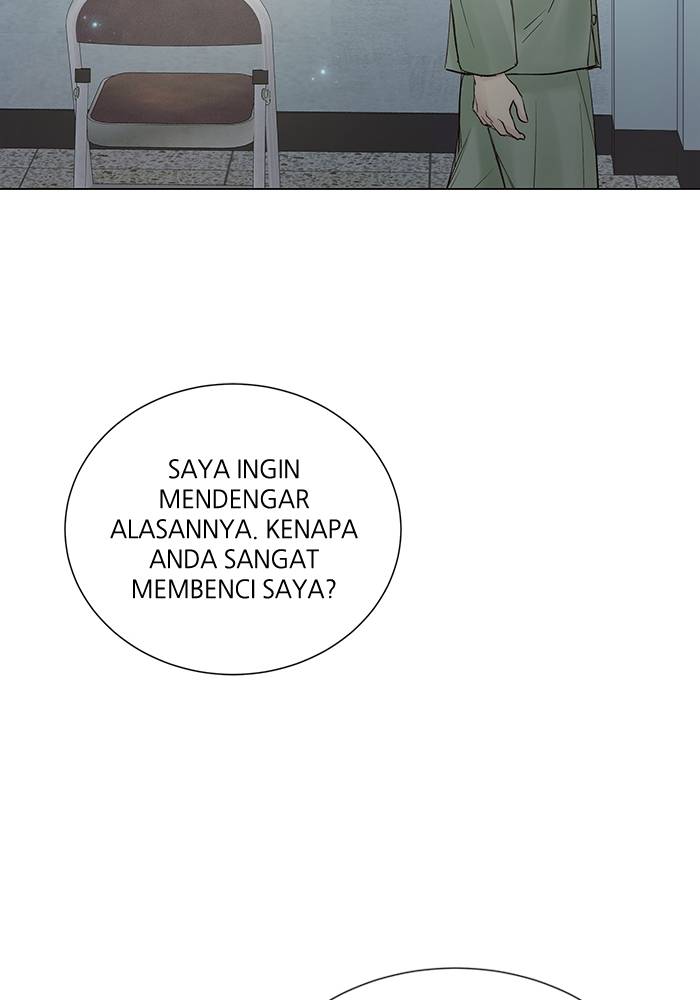 SAYA INGIN
MENDENGAR
ALASANNYA. KENAPA
ANDA SANGAT
MEMBENCI SAYA?